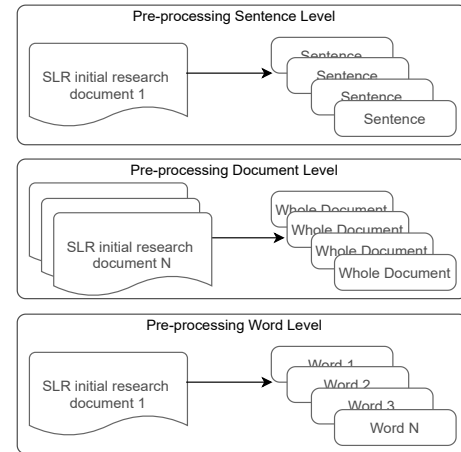 Pre-processing Sentence Level
SLR initial research
document 1
Sentence
Sentence
Sentence
Sentence
Pre-processing Document Level
SLR initial research
document N
Whole Document
Whole Document
Whole Document
Whole Document
Pre-processing Word Level
SLR initial research
document 1
Word 1
Word 2
Word 3
Word N